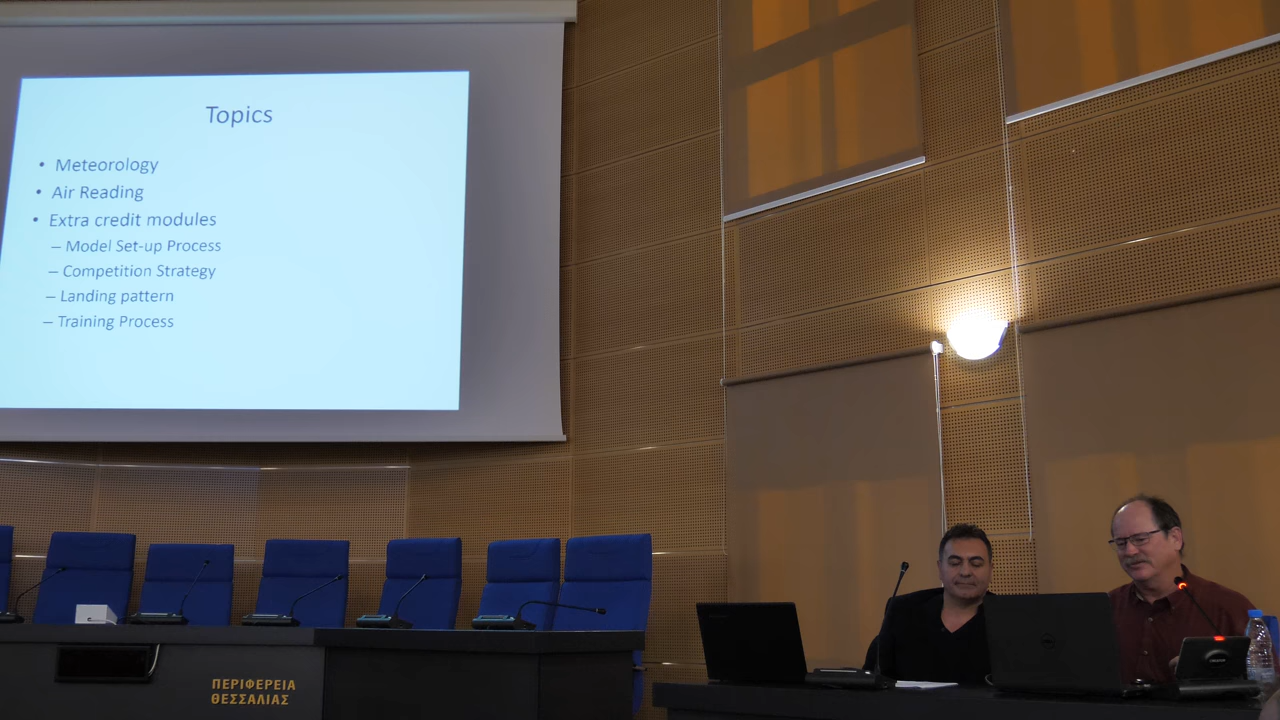 Topics
• Meteorology
• Air Reading
• Extra credit modules
– Model Set-up Process
– Competition Strategy
– Landing pattern
– Training Process
ΠΕΡΙΦΕΡΕΙΑ
ΘΕΣΣΑΛΙΑΣ